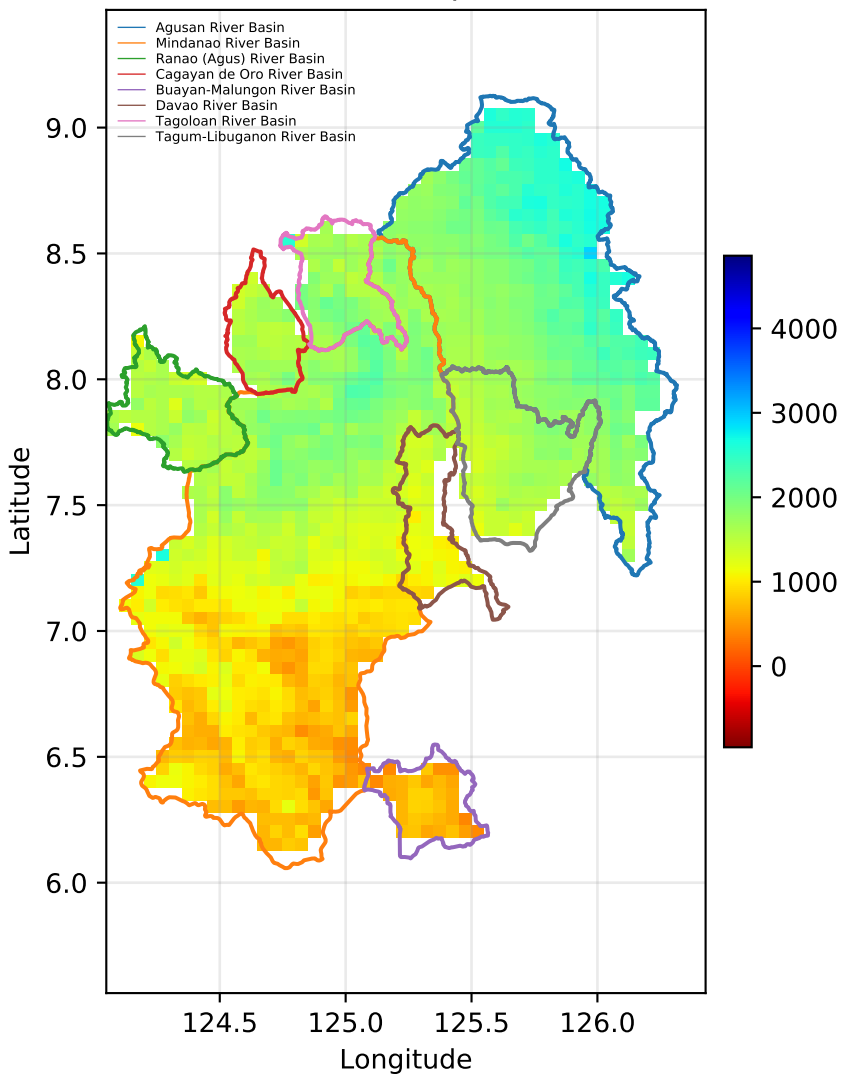 Agusan River Basin
Mindanao River Basin
Ranao (Agus) River Basin
Cagayan de Oro River Basin
Buayan-Malungon River Basin
Davao River Basin
Tagoloan River Basin
Tagum-Libuganon River Basin
9.0
8.5
8.0
7.5
7.0
6.5
6.0
Latitude
124.5 125.0 125.5 126.0
Longitude
4000
3000
2000
1000
0